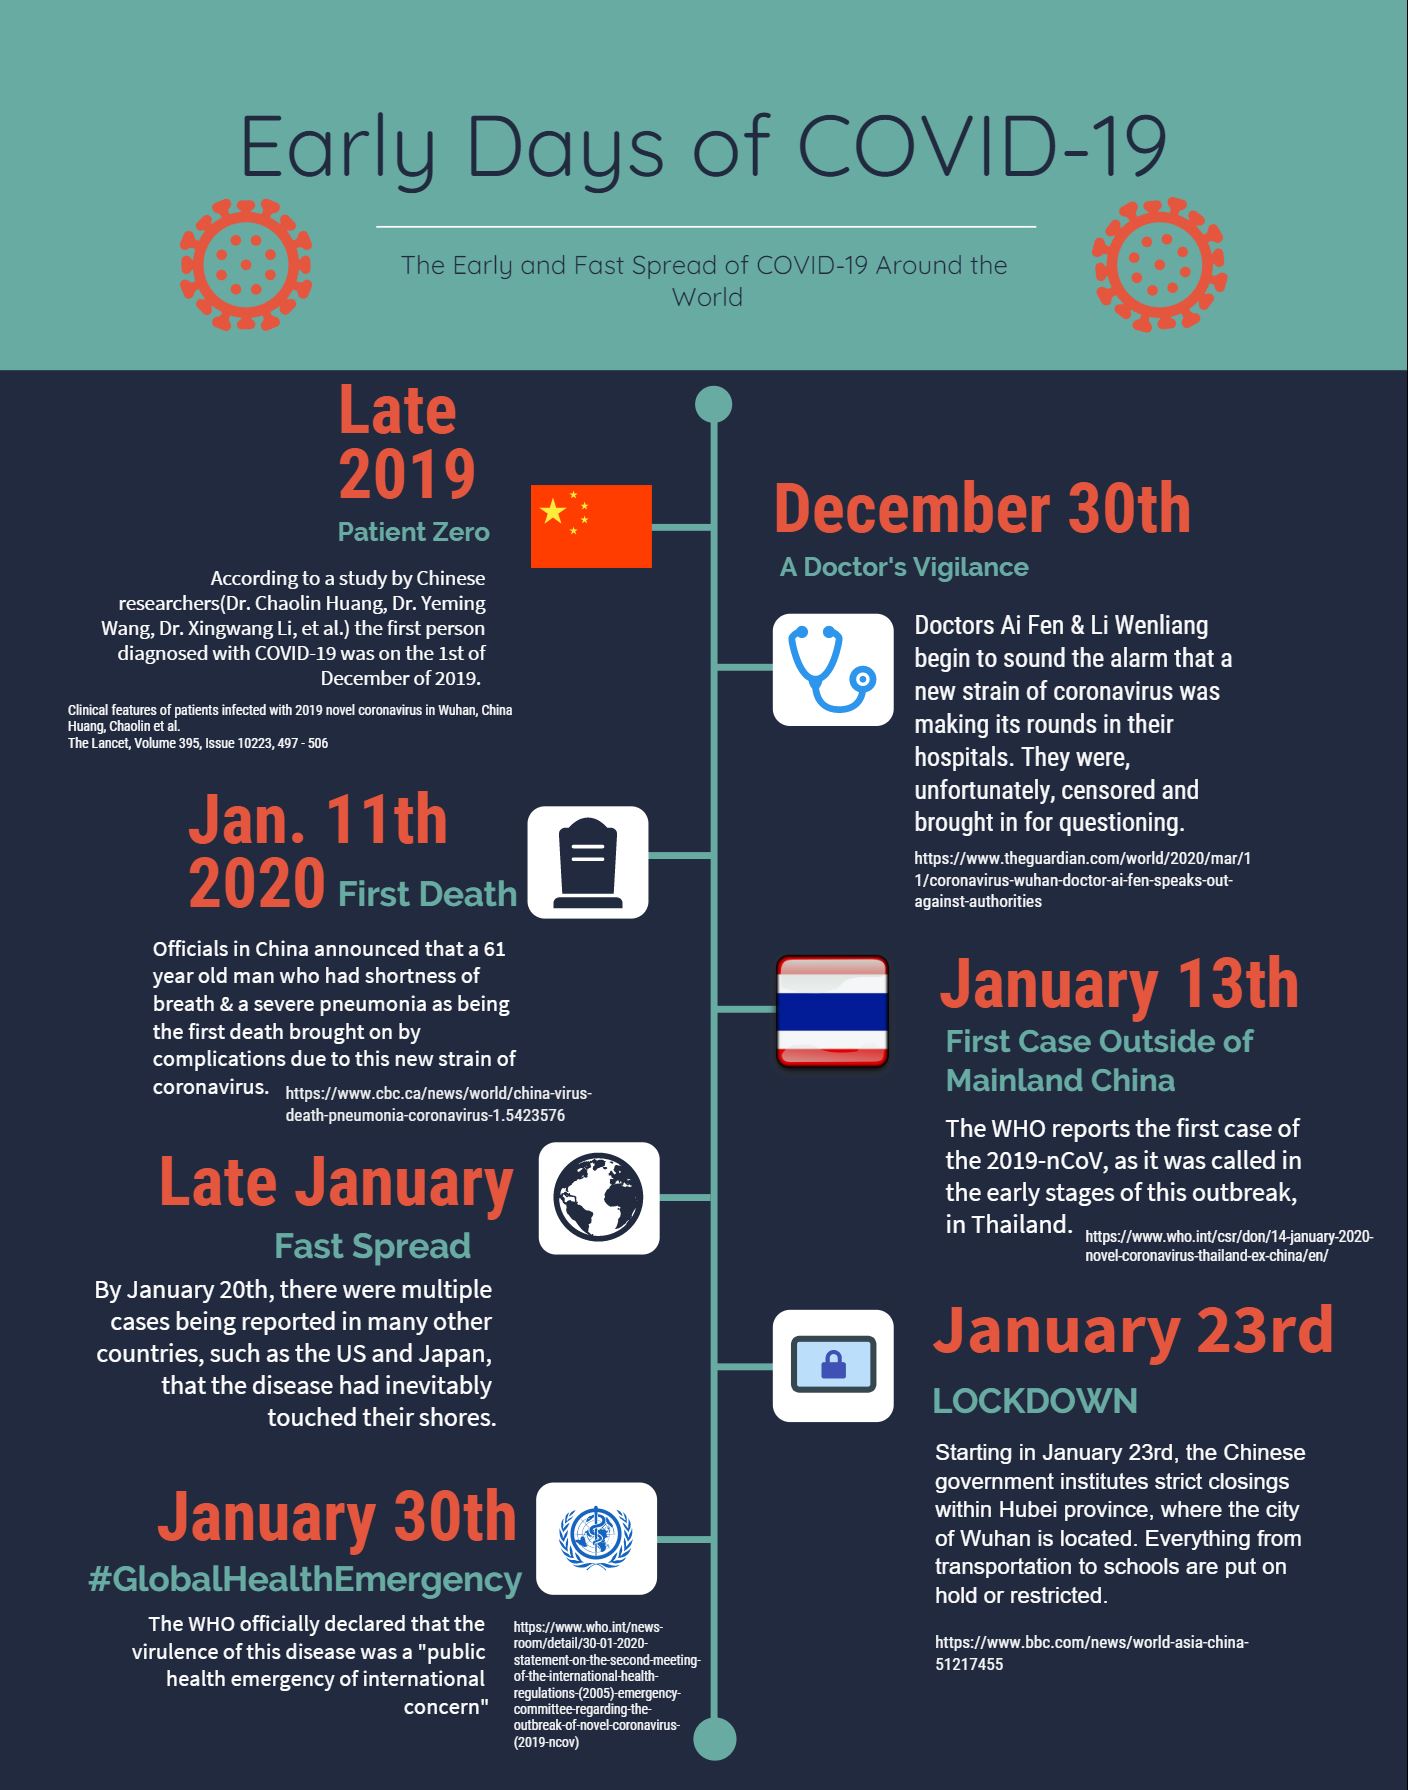 Early Days of COVID-19
The Early and Fast Spread of COVID-19 Around the
World
Late
2019
Patient Zero
According to a study by Chinese
researchers(Dr. Chaolin Huang, Dr. Yeming
Wang, Dr. Xingwang Li, et al.) the first person
diagnosed with COVID-19 was on the 1st of
December of 2019.
Clinical features of patients infected with 2019 novel coronavirus in Wuhan, China
Huang, Chaolin et al.
The Lancet, Volume 395, Issue 10223, 497 - 506
December 30th
A Doctor's Vigilance
Doctors Ai Fen & Li Wenliang
begin to sound the alarm that a
new strain of coronavirus was
making its rounds in their
hospitals. They were,
unfortunately, censored and
brought in for questioning.
https://www.theguardian.com/world/2020/mar/1
1/coronavirus-wuhan-doctor-ai-fen-speaks-out-
against-authorities
Jan. 11th
2020 First Death
Officials in China announced that a 61
year old man who had shortness of
breath & a severe pneumonia as being
the first death brought on by
complications due to this new strain of
coronavirus.
https://www.cbc.ca/news/world/china-virus-
death-pneumonia-coronavirus-1.5423576
January 13th
First Case Outside of
Mainland China
The WHO reports the first case of
the 2019-nCoV, as it was called in
the early stages of this outbreak,
in Thailand.
https://www.who.int/csr/don/14-january-2020-
novel-coronavirus-thailand-ex-china/en/
Late January
Fast Spread
By January 20th, there were multiple
cases being reported in many other
countries, such as the US and Japan,
that the disease had inevitably
touched their shores.
January 23rd
LOCKDOWN
Starting in January 23rd, the Chinese
government institutes strict closings
within Hubei province, where the city
of Wuhan is located. Everything from
transportation to schools are put on
hold or restricted.
https://www.bbc.com/news/world-asia-china-
51217455
January 30th
#GlobalHealthEmergency
The WHO officially declared that the
virulence of this disease was a "public
health emergency of international
concern"
https://www.who.int/news-
room/detail/30-01-2020-
statement-on-the-second-meeting-
of-the-international-health-
regulations-(2005)-emergency-
committee-regarding-the-
outbreak-of-novel-coronavirus-
(2019-ncov)